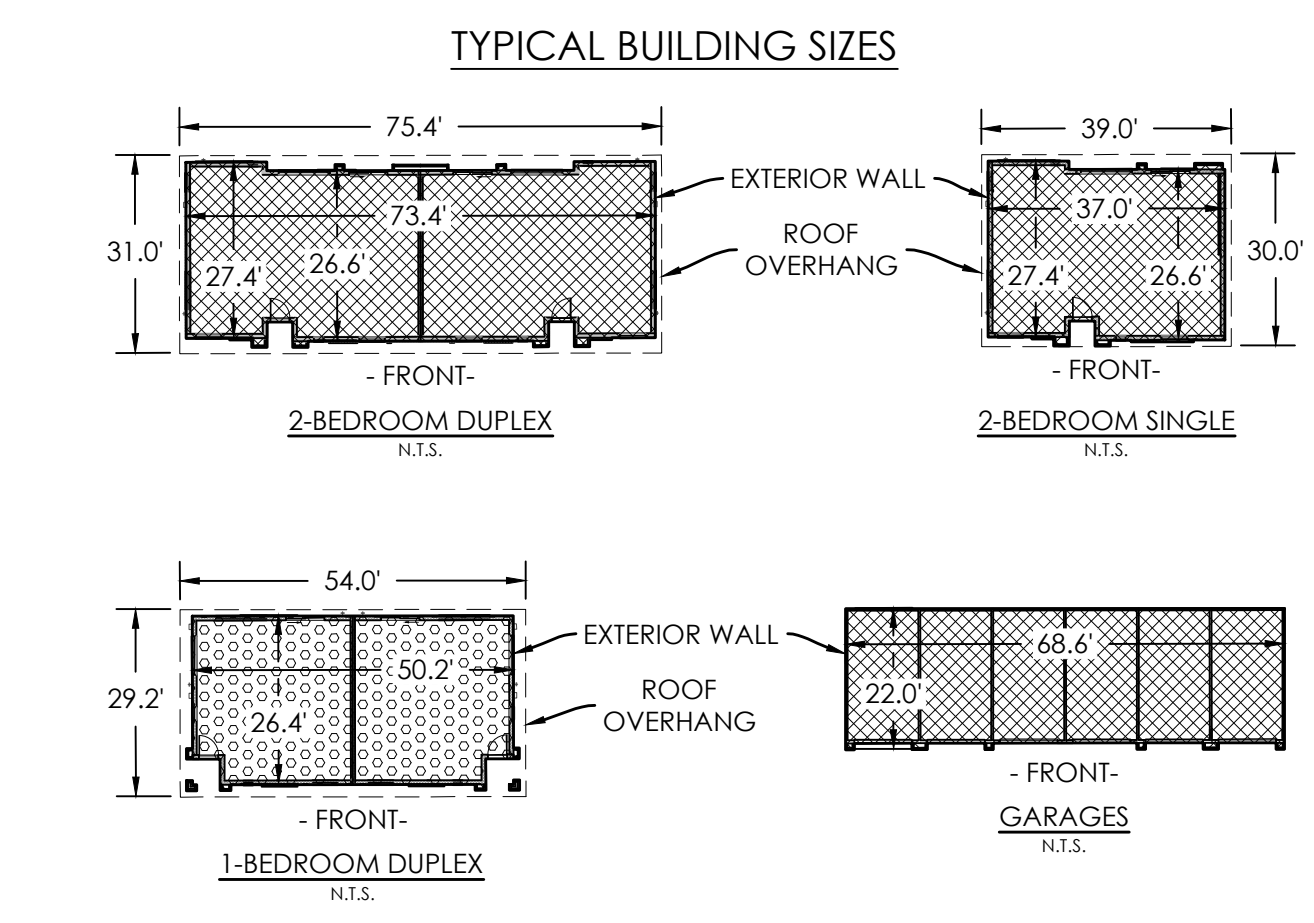 TYPICAL BUILDING SIZES
75.4'
39.0'
31.0'
73.4'
27.4'
26.6'
EXTERIOR WALL
ROOF
OVERHANG
37.0'
27.4'
26.6'
30.0'
- FRONT-
2-BEDROOM DUPLEX
N.T.S.
- FRONT-
2-BEDROOM SINGLE
N.T.S.
54.0'
29.2'
50.2'
26.4'
EXTERIOR WALL
ROOF
OVERHANG
68.6'
22.0'
- FRONT-
1-BEDROOM DUPLEX
N.T.S.
- FRONT-
GARAGES
N.T.S.